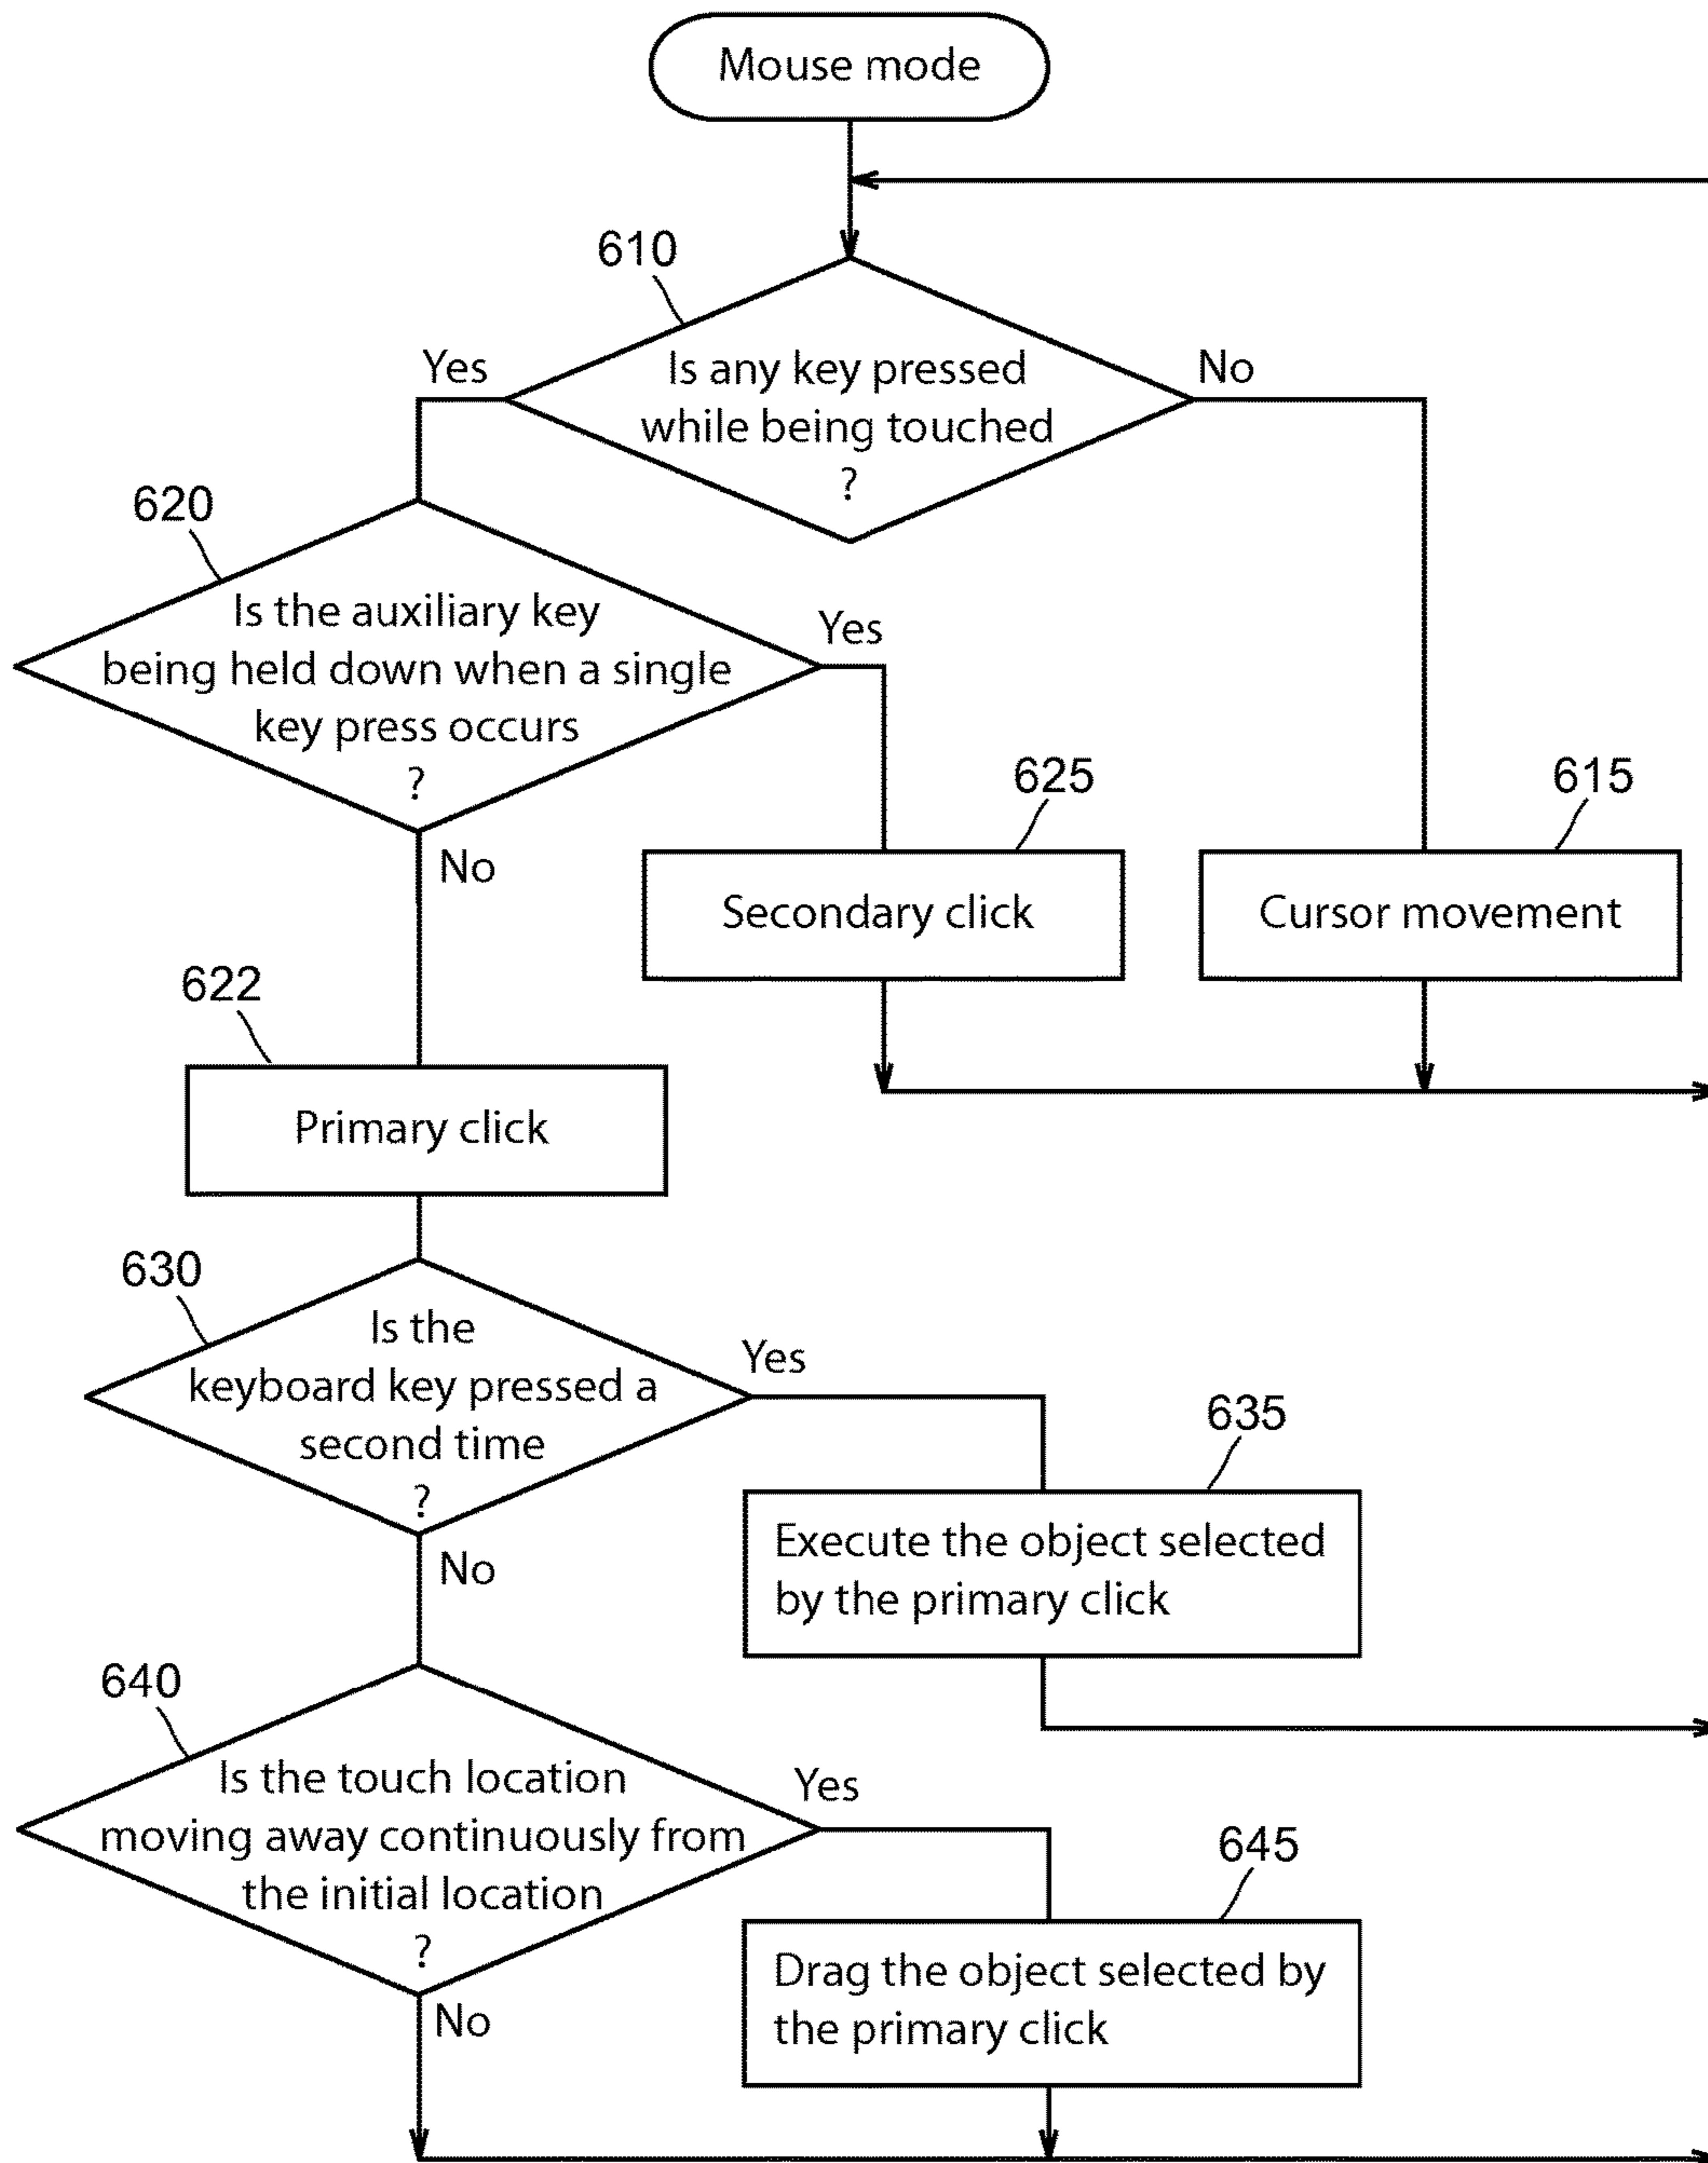 Mouse mode
610
Yes
Is any key pressed
while being touched
?
No
620
Is the auxiliary key
being held down when a single
key press occurs
?
Yes
No
625
Secondary click
615
Cursor movement
622
Primary click
630
Is the
keyboard key pressed a
second time
?
Yes
No
635
Execute the object selected
by the primary click
640
Is the touch location
moving away continuously from
the initial location
?
Yes
No
645
Drag the object selected by
the primary click